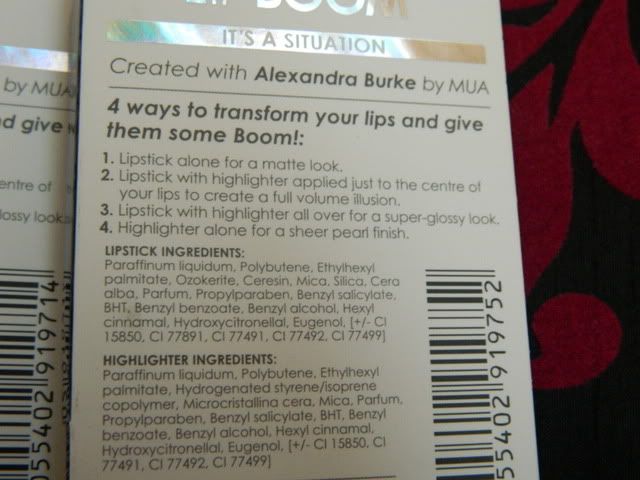 LIP BOOM
IT'S A SITUATION
Created with Alexandra Burke by MUA
4 ways to transform your lips and give
them some Boom!:
1. Lipstick alone for a matte look.
2. Lipstick with highlighter applied just to the centre of
your lips to create a full volume illusion.
3. Lipstick with highlighter all over for a super-glossy look.
4. Highlighter alone for a sheer pearl finish.
LIPSTICK INGREDIENTS:
Paraffinum liquidum, Polybutene, Ethylhexyl
palmitate, Ozokerite, Ceresin, Mica, Silica, Cera
alba, Parfum, Propylparaben, Benzyl salicylate,
BHT, Benzyl benzoate, Benzyl alcohol, Hexyl
cinnamal, Hydroxycitronellal, Eugenol, [+/- CI
15850, CI 77891, CI 77491, CI 77492, CI 77499]
HIGHLIGHTER INGREDIENTS:
Paraffinum liquidum, Polybutene, Ethylhexyl
palmitate, Hydrogenated styrene/isoprene
copolymer, Microcristallina cera, Mica, Parfum,
Propylparaben, Benzyl salicylate, BHT, Benzyl
benzoate, Benzyl alcohol, Hexyl cinnamal,
Hydroxycitronellal, Eugenol, [+/- CI 15850, CI
77491, CI 77492, CI 77499]
55402 919752
by MUA
d give
entre of
lossy look
055402 919714